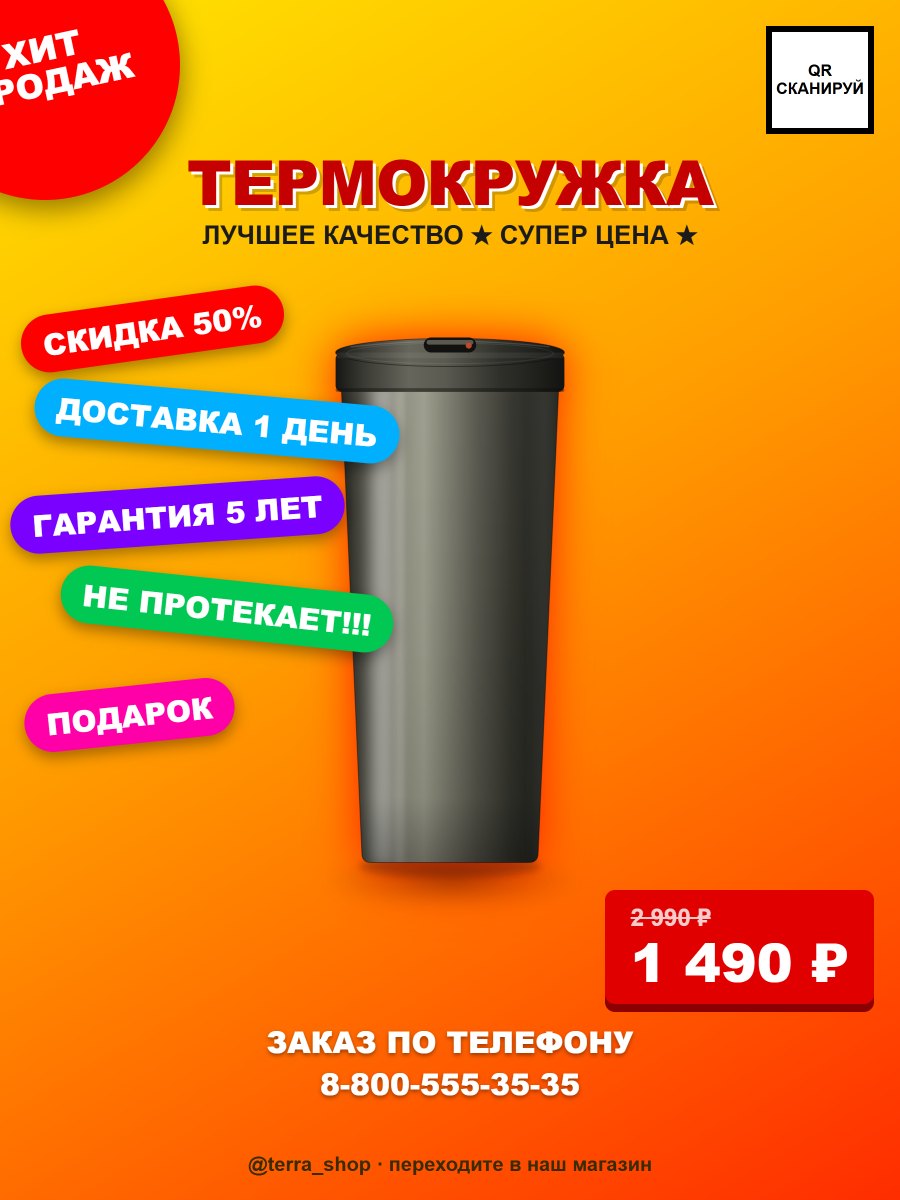 ХИТ
РОДАЖ
QR
СКАНИРУЙ
ТЕРМОКРУЖКА
ЛУЧШЕЕ КАЧЕСТВО ★ СУПЕР ЦЕНА ★
СКИДКА 50%
ДОСТАВКА 1 ДЕНЬ
ГАРАНТИЯ 5 ЛЕТ
НЕ ПРОТЕКАЕТ!!!
ПОДАРОК
2 990 ₽
1 490 ₽
ЗАКАЗ ПО ТЕЛЕФОНУ
8-800-555-35-35
@terra_shop · переходите в наш магазин